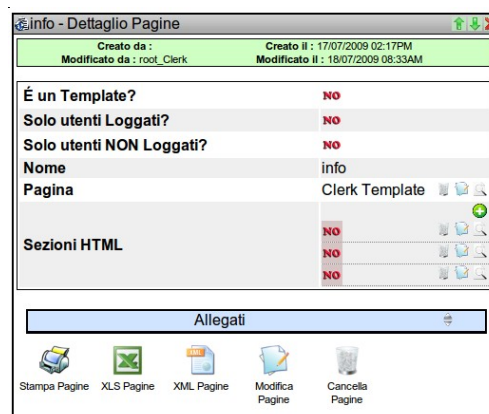 info - Dettaglio Pagine
Creato da : Creato il : 17/07/2009 02:17PM
Modificato da : root_Clerk Modificato il : 18/07/2009 08:33AM
É un Template? NO
Solo utenti Loggati? NO
Solo utenti NON Loggati? NO
Nome info
Pagina Clerk Template
Sezioni HTML
NO
NO
NO
Allegati
Stampa Pagine XLS Pagine XML Pagine Modifica Pagine Cancella Pagine